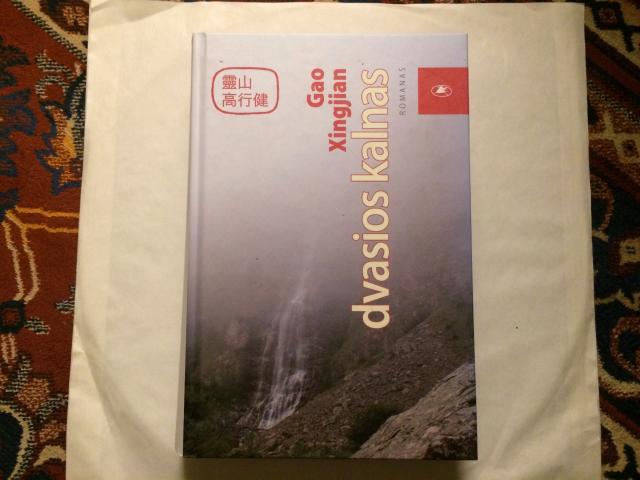 靈山
高行健
Gao
Xingjian
dvasios kalnas
ROMANAS